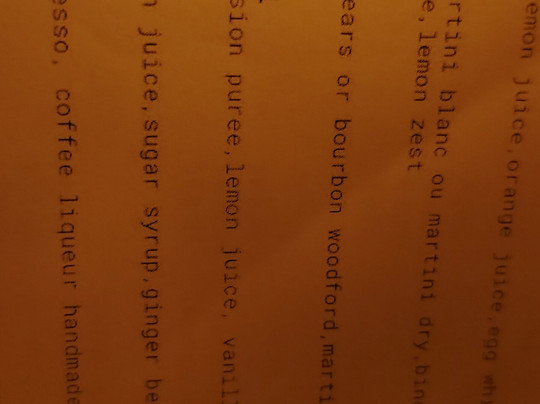 emon juice,orange juice,egg wh
rtini blanc ou martini dry,bin
e,lemon zest
ears or bourbon woodford,marti
sion puree,lemon juice, vanil
n juice,sugar syrup,ginger be
esso, coffee liqueur handmade